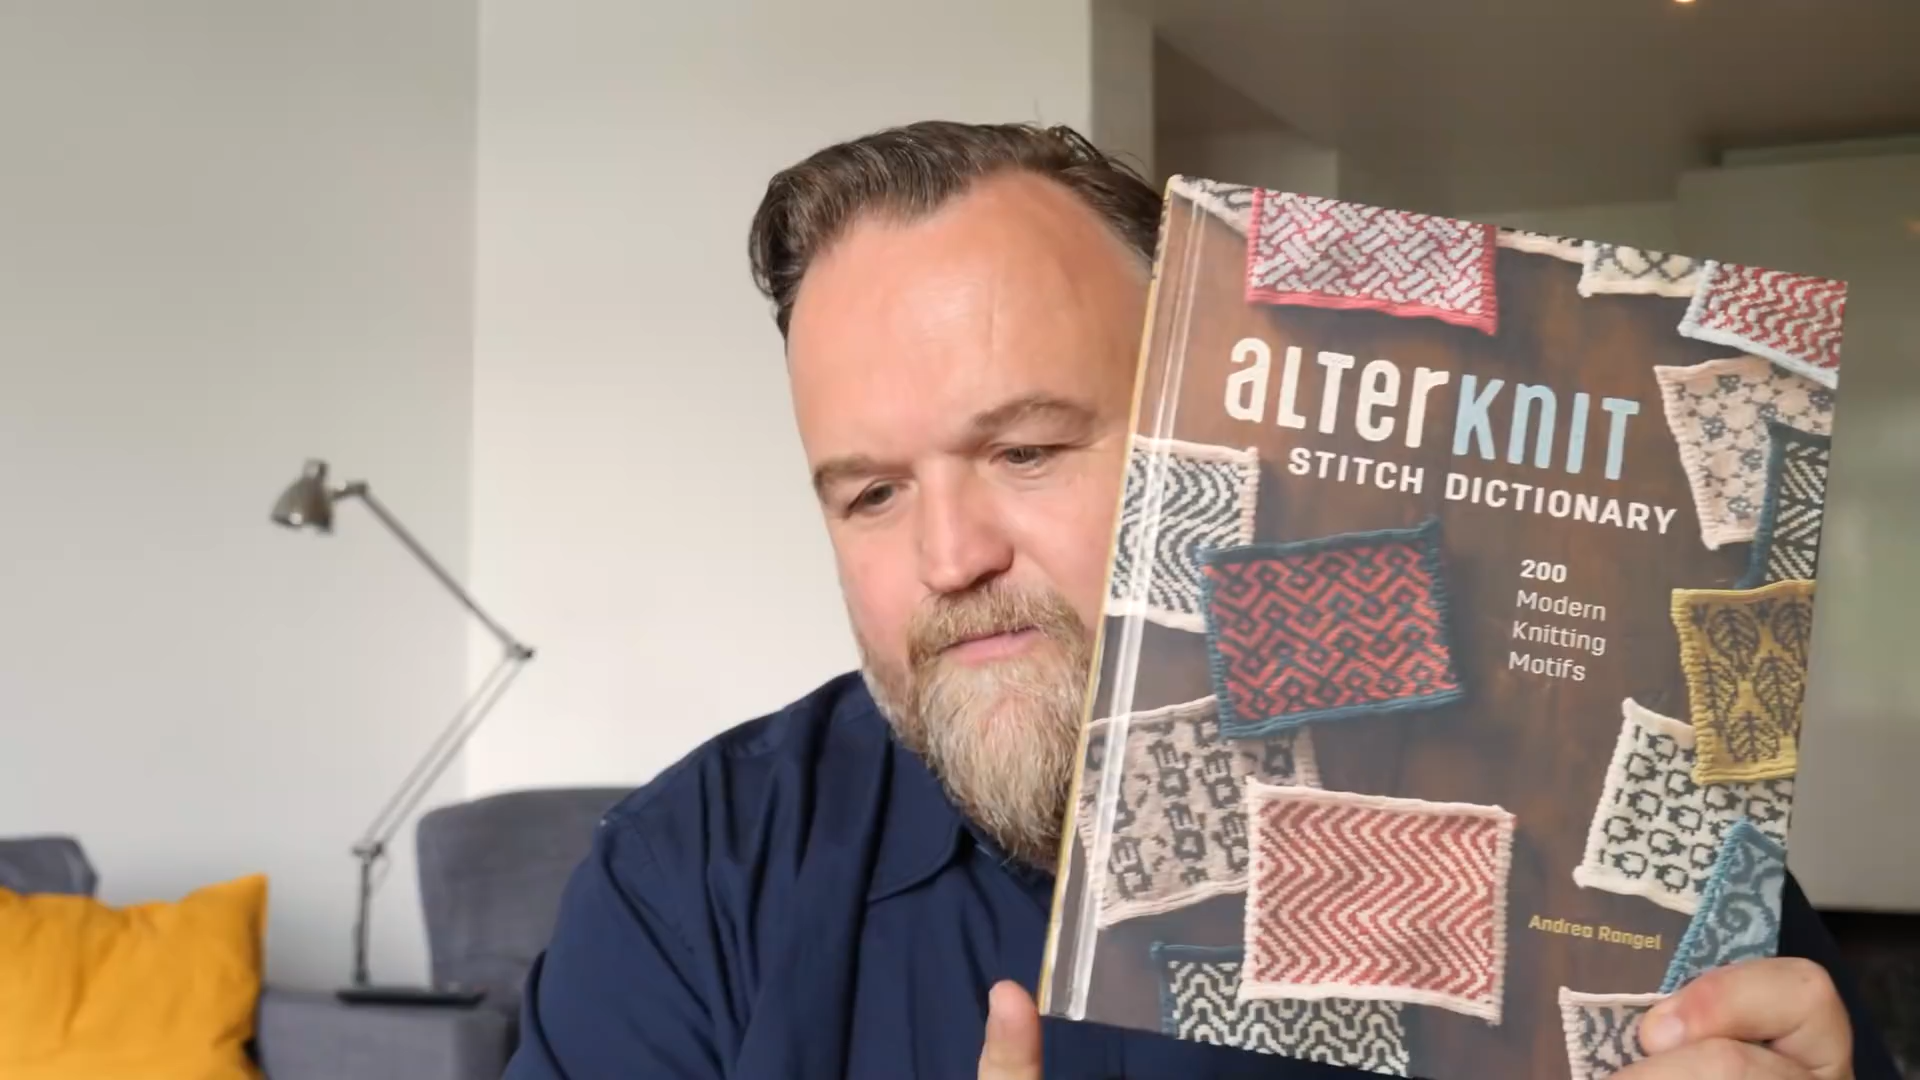 aLTerKnIT
STITCH DICTIONARY
200
Modern
Knitting
Motifs
Andrea Rangel